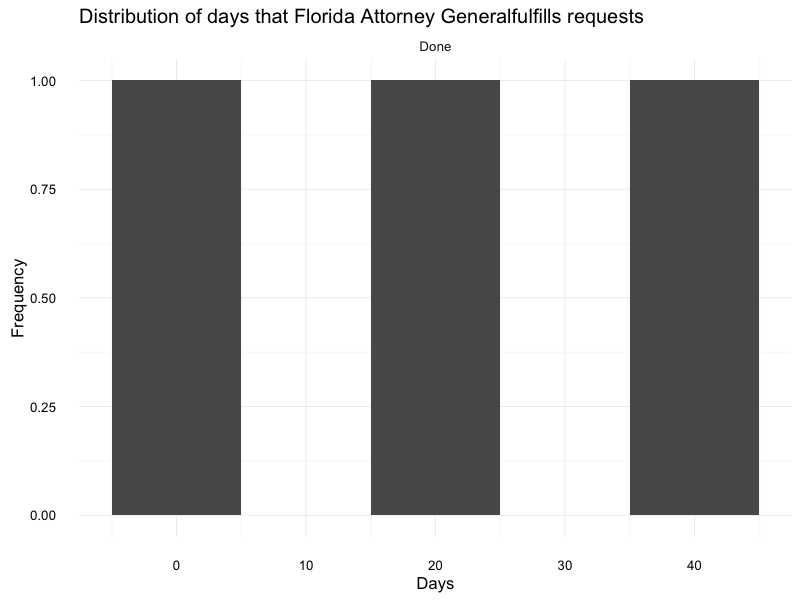 Distribution of days that Florida Attorney Generalfulfills requests
Done
1.00
0.75
0.50
0.25
0.00
Frequency
0 10 20 30 40
Days